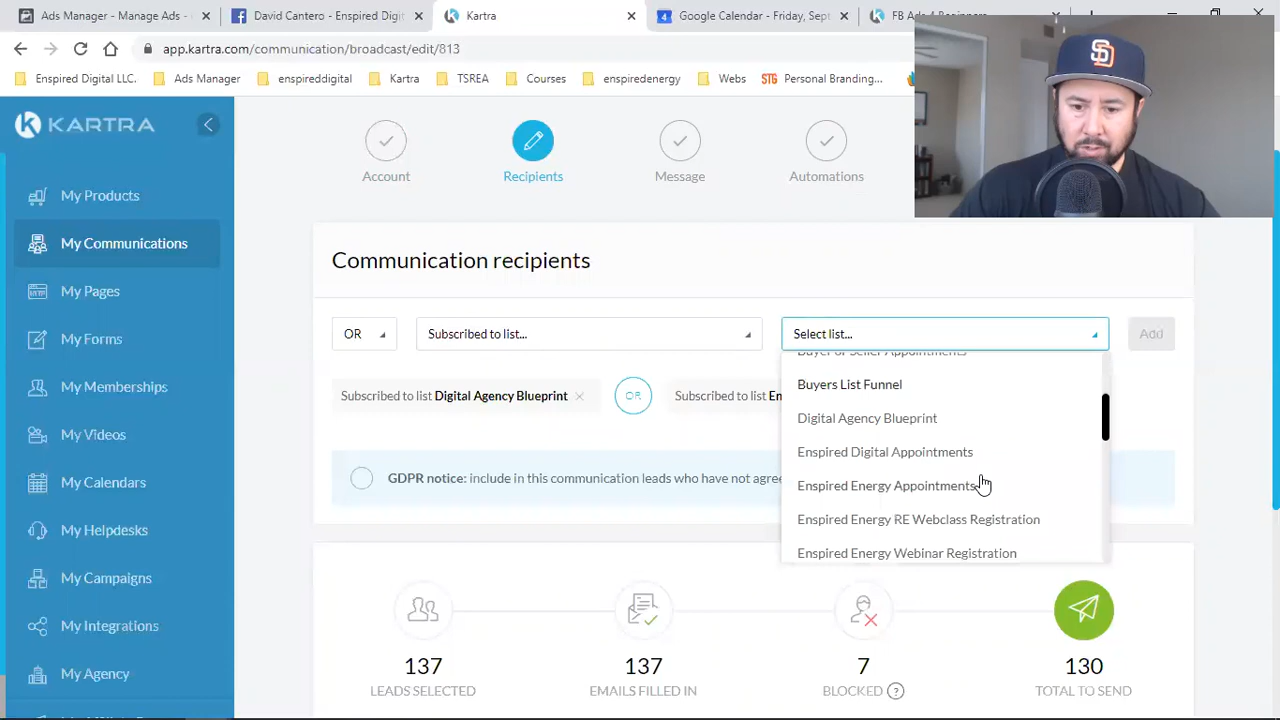 Ads Manager - Manage Ads -
David Cantero - Enspired Digit
Kartra
Google Calendar - Friday, Sept
app.kartra.com/communication/broadcast/edit/813
Enspired Digital LLC.
Ads Manager
enspireddigital
Kartra
TSREA
Courses
enspiredenergy
Webs
STG Personal Branding...
KARTRA
Account
Recipients
Message
Automations
My Products
My Communications
My Pages
My Forms
My Memberships
My Videos
My Calendars
My Helpdesks
My Campaigns
My Integrations
My Agency
Communication recipients
OR
Subscribed to list...
Select list...
Add
Subscribed to list Digital Agency Blueprint
OR
Subscribed to list En
Buyer or Seller Appointments
Buyers List Funnel
Digital Agency Blueprint
Enspired Digital Appointments
Enspired Energy Appointments
Enspired Energy RE Webclass Registration
Enspired Energy Webinar Registration
GDPR notice: include in this communication leads who have not agree
137
LEADS SELECTED
137
EMAILS FILLED IN
7
BLOCKED ?
130
TOTAL TO SEND
SD